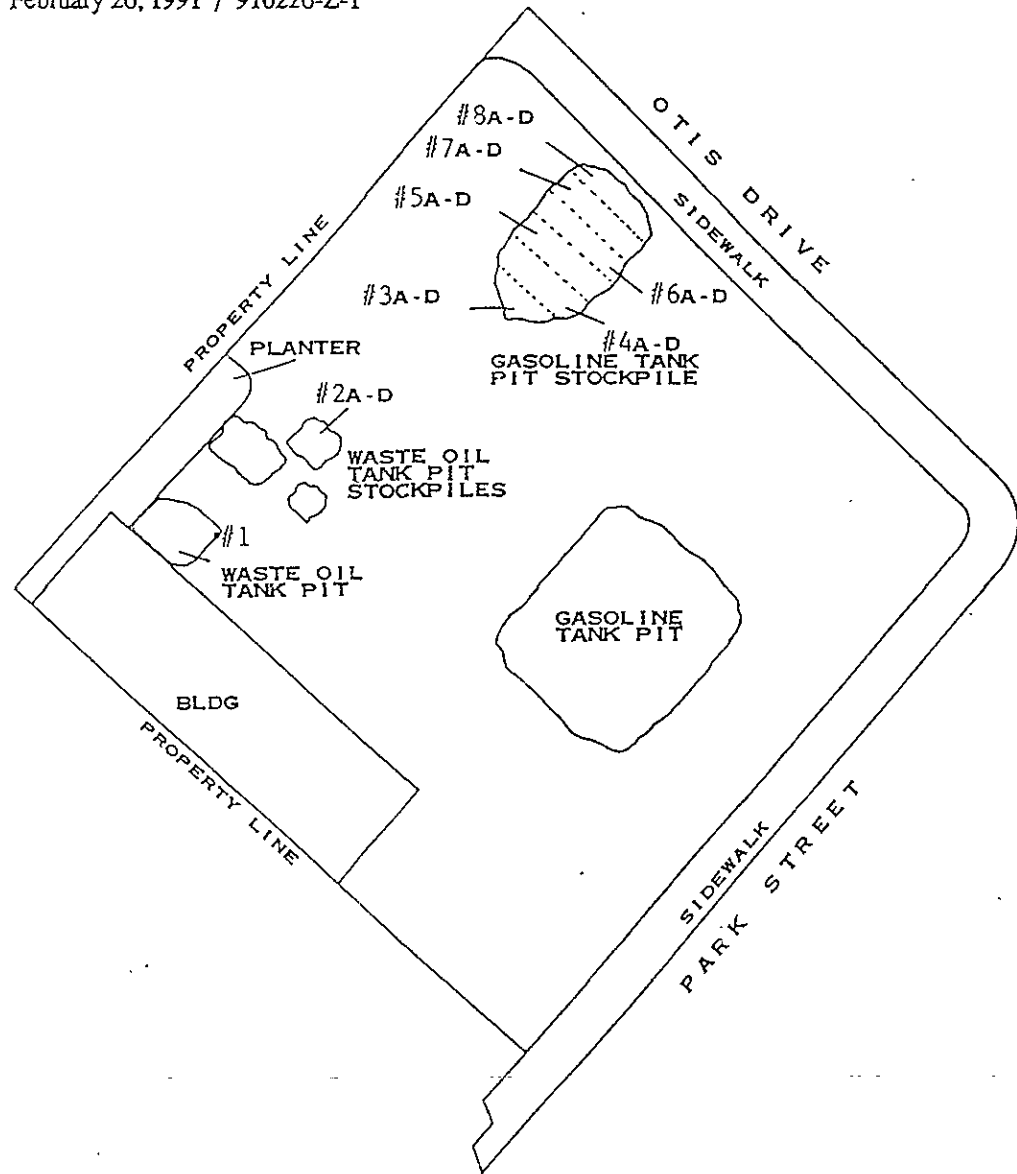 February 26, 1991 / 910226-Z-1
OTIS DRIVE
#8A-D
#7A-D
#5A-D
SIDEWALK
PROPERTY LINE
#3A-D
#6A-D
#4A-D
GASOLINE TANK
PIT STOCKPILE
PLANTER
#2A-D
WASTE OIL
TANK PIT
STOCKPILES
#1
WASTE OIL
TANK PIT
GASOLINE
TANK PIT
BLDG
PROPERTY LINE
SIDEWALK
PARK STREET